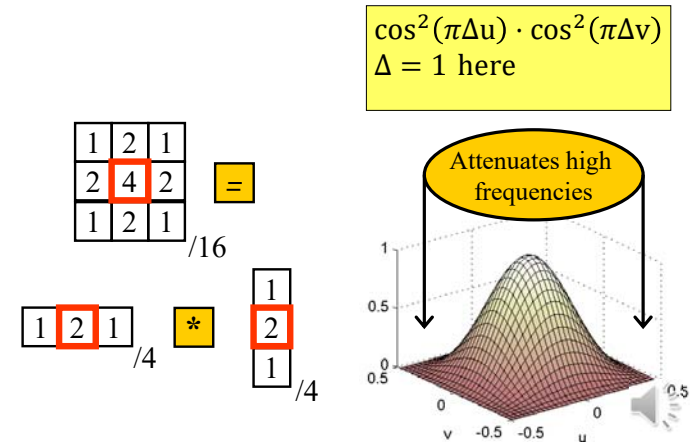 cos²(πΔu) · cos²(πΔv)
Δ = 1 here
1 2 1
2 4 2
1 2 1
/16
=
1 2 1
/4
*
1
2
1
/4
Attenuates high
frequencies
1
0.5
0
0.5
0
-0.5
v
-0.5
0
0.5
u